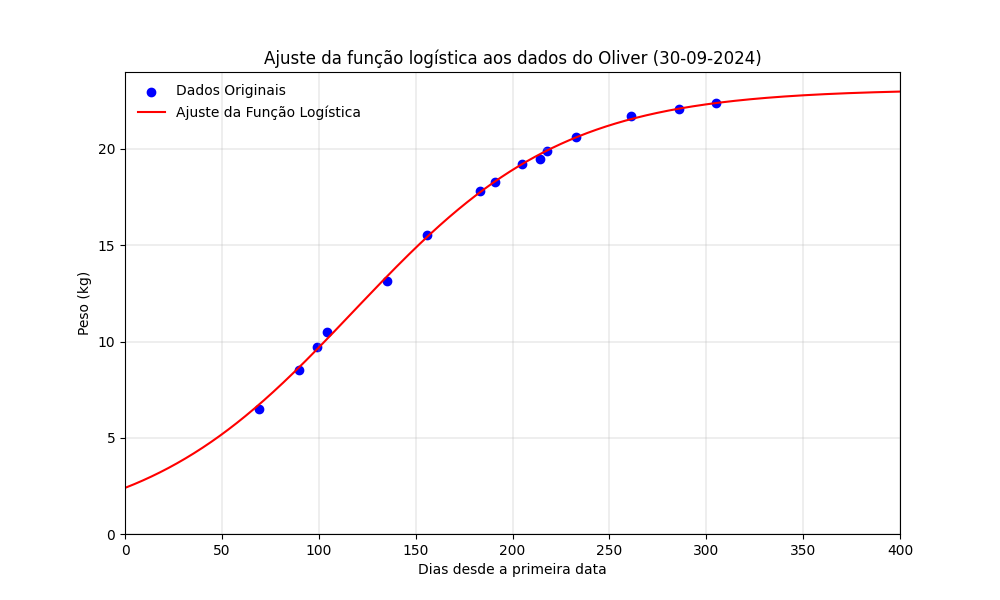 Ajuste da função logística aos dados do Oliver (30-09-2024)
Dados Originais
Ajuste da Função Logística
20
15
10
5
0
Peso (kg)
0 50 100 150 200 250 300 350 400
Dias desde a primeira data